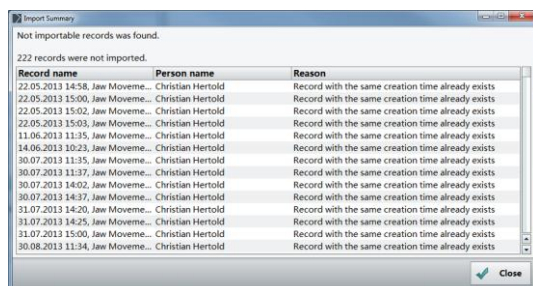 Import Summary
Not importable records was found.
222 records were not imported.
Record name Person name Reason
22.05.2013 14:58, Jaw Moveme... Christian Hertold Record with the same creation time already exists
22.05.2013 15:00, Jaw Moveme... Christian Hertold Record with the same creation time already exists
22.05.2013 15:02, Jaw Moveme... Christian Hertold Record with the same creation time already exists
22.05.2013 15:03, Jaw Moveme... Christian Hertold Record with the same creation time already exists
11.06.2013 11:35, Jaw Moveme... Christian Hertold Record with the same creation time already exists
14.06.2013 10:23, Jaw Moveme... Christian Hertold Record with the same creation time already exists
30.07.2013 11:35, Jaw Moveme... Christian Hertold Record with the same creation time already exists
30.07.2013 11:37, Jaw Moveme... Christian Hertold Record with the same creation time already exists
30.07.2013 14:02, Jaw Moveme... Christian Hertold Record with the same creation time already exists
30.07.2013 14:37, Jaw Moveme... Christian Hertold Record with the same creation time already exists
31.07.2013 14:20, Jaw Moveme... Christian Hertold Record with the same creation time already exists
31.07.2013 14:25, Jaw Moveme... Christian Hertold Record with the same creation time already exists
31.07.2013 15:00, Jaw Moveme... Christian Hertold Record with the same creation time already exists
30.08.2013 11:34, Jaw Moveme... Christian Hertold Record with the same creation time already exists
Close